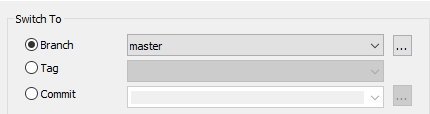 Switch To
Branch master ...
Tag
Commit ...